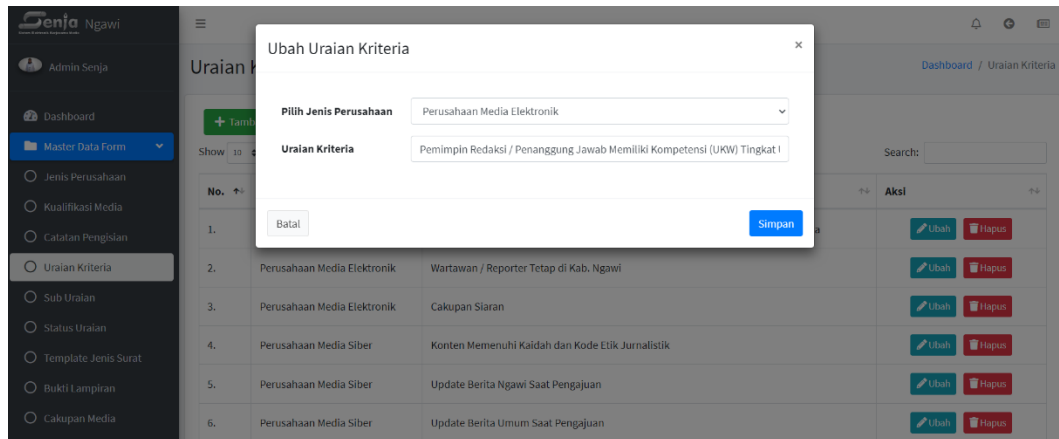 Senja Ngawi
Admin Senja
Dashboard
Master Data Form
Jenis Perusahaan
Kualifikasi Media
Catatan Pengisian
Uraian Kriteria
Sub Uraian
Status Uraian
Template Jenis Surat
Bukti Lampiran
Cakupan Media
Uraian
Dashboard / Uraian Kriteria
Ubah Uraian Kriteria ×
Pilih Jenis Perusahaan Perusahaan Media Elektronik
Uraian Kriteria Pemimpin Redaksi / Penanggung Jawab Memiliki Kompetensi (UKW) Tingkat
Batal Simpan
+ Tamb
Show 10 Search:
No. Aksi
1. a Ubah Hapus
2. Perusahaan Media Elektronik Wartawan / Reporter Tetap di Kab. Ngawi Ubah Hapus
3. Perusahaan Media Elektronik Cakupan Siaran Ubah Hapus
4. Perusahaan Media Siber Konten Memenuhi Kaidah dan Kode Etik Jurnalistik Ubah Hapus
5. Perusahaan Media Siber Update Berita Ngawi Saat Pengajuan Ubah Hapus
6. Perusahaan Media Siber Update Berita Umum Saat Pengajuan Ubah Hapus